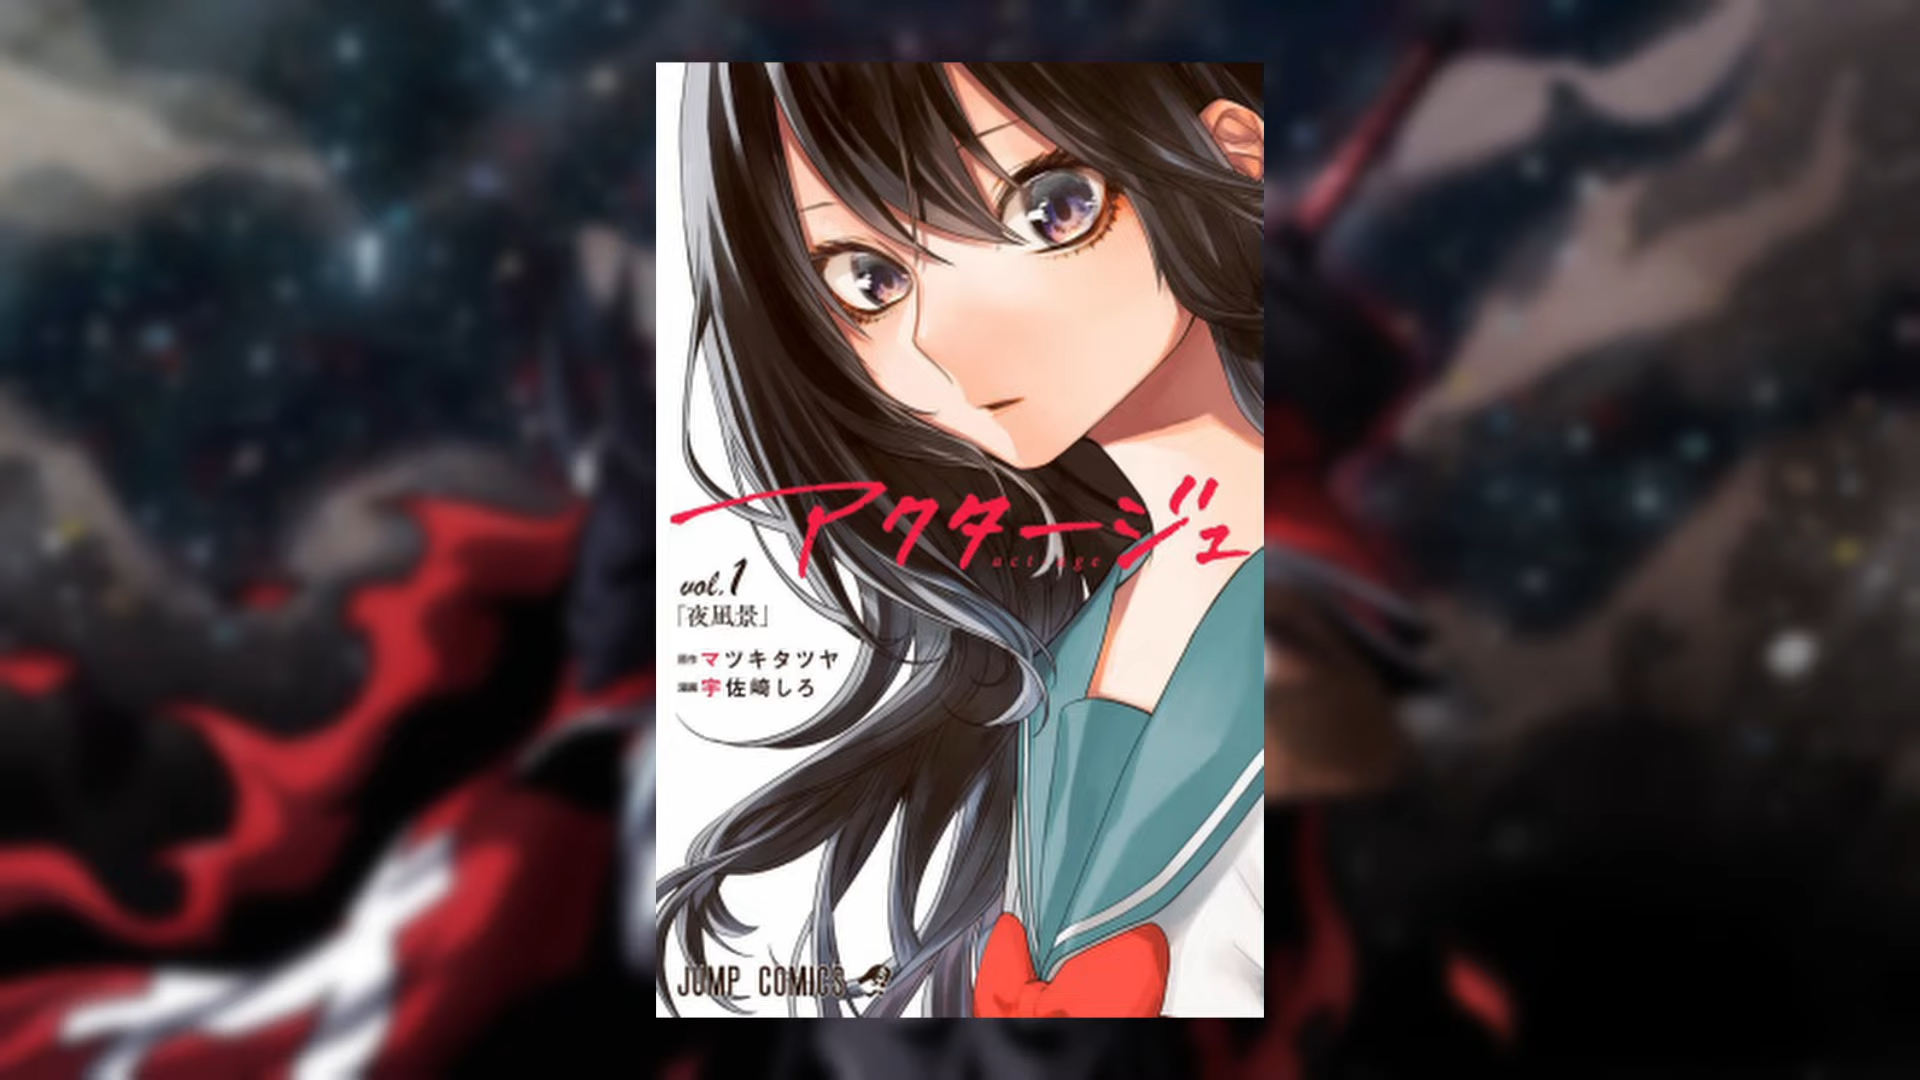 アクタージュ
act-age
vol.1
「夜凪景」
原作 マツキタツヤ
漫画 宇佐崎しろ
JUMP COMICS